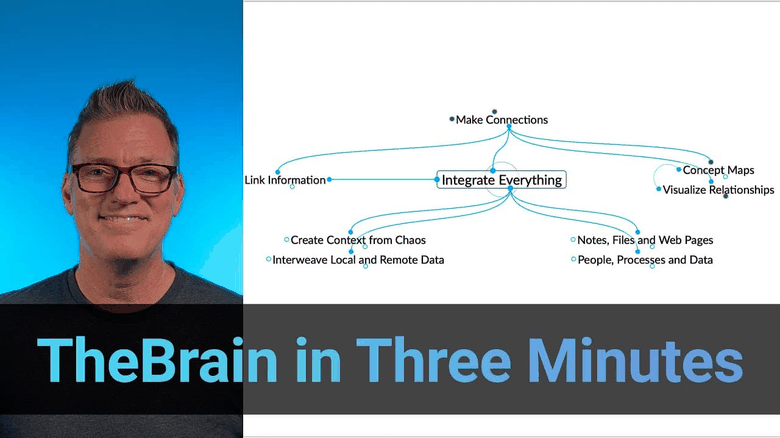 Make Connections
Link Information
Integrate Everything
Concept Maps
Visualize Relationships
Create Context from Chaos
Notes, Files and Web Pages
Interweave Local and Remote Data
People, Processes and Data
TheBrain in Three Minutes